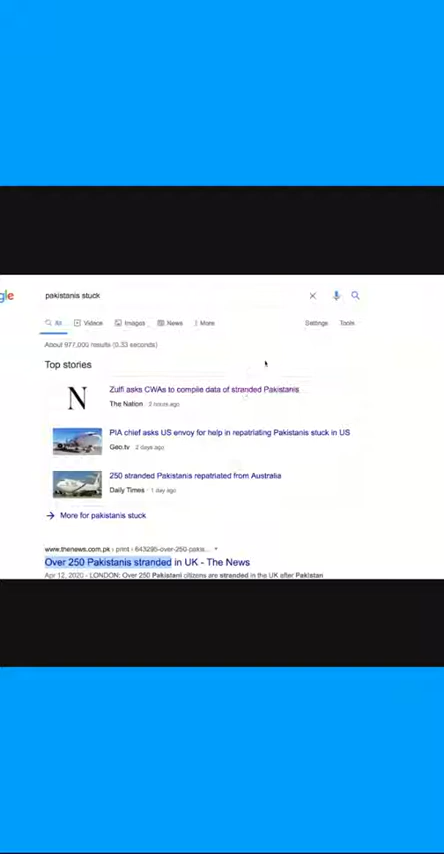 gle
pakistanis stuck
All Videos Images News More Settings Tools
About 977,000 results (0.33 seconds)
Top stories
N
Zulfi asks CWAs to compile data of stranded Pakistanis
The Nation · 2 hours ago
PIA chief asks US envoy for help in repatriating Pakistanis stuck in US
Geo.tv · 2 days ago
250 stranded Pakistanis repatriated from Australia
Daily Times · 1 day ago
→ More for pakistanis stuck
www.thenews.com.pk › print › 643295-over-250-pakis...
Over 250 Pakistanis stranded in UK - The News
Apr 12, 2020 - LONDON: Over 250 Pakistani citizens are stranded in the UK after Pakistan